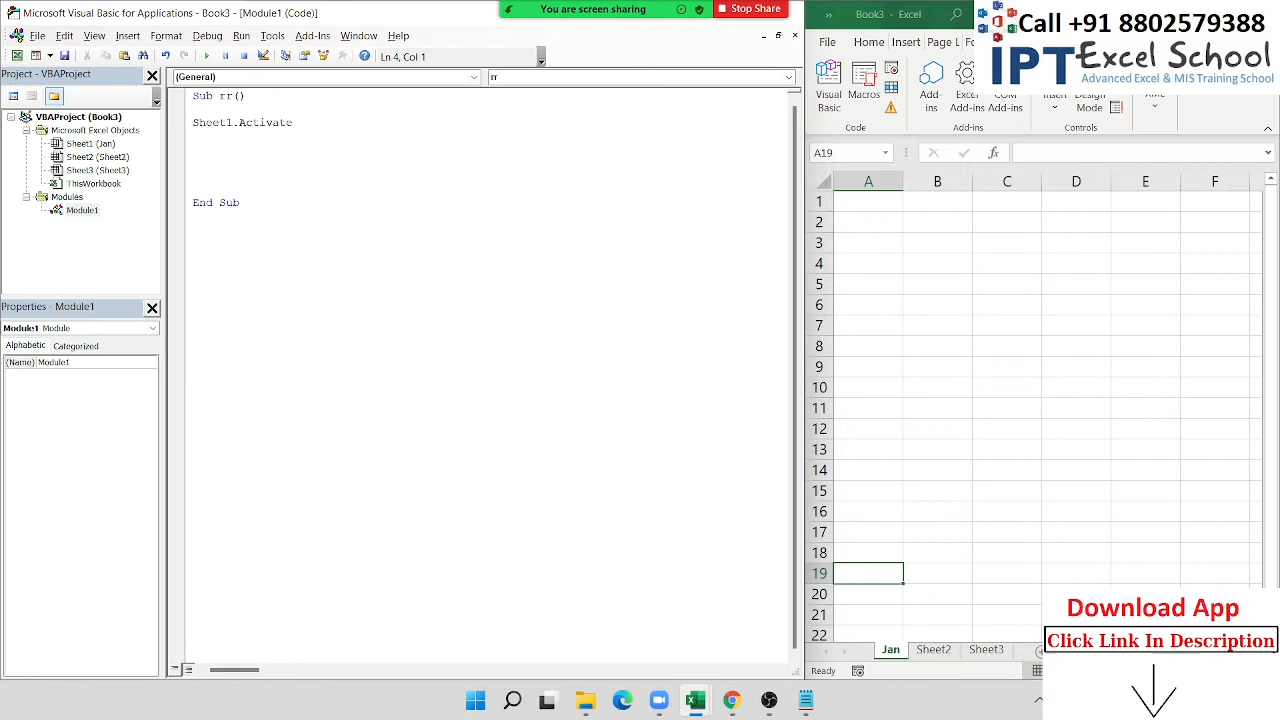 Microsoft Visual Basic for Applications - Book3 - [Module1 (Code)]
You are screen sharing
Stop Share
Book3 - Excel
Call +91 8802579388
IPT Excel School
Advanced Excel & MIS Training School
File Edit View Insert Format Debug Run Tools Add-Ins Window Help
File Home Insert Page L
Ln 4, Col 1
Project - VBAProject
(General)
rr
Visual Basic
Macros
Add-ins
Excel Add-ins
COM Add-ins
Insert
Design Mode
Code
Add-ins
Controls
VBAProject (Book3)
Microsoft Excel Objects
Sheet1 (Jan)
Sheet2 (Sheet2)
Sheet3 (Sheet3)
ThisWorkbook
Modules
Module1
Sub rr()
Sheet1.Activate
End Sub
A19
fx
A B C D E F
1
2
3
4
5
6
7
8
9
10
11
12
13
14
15
16
17
18
19
20
21
22
Properties - Module1
Module1 Module
Alphabetic Categorized
(Name) Module1
Jan Sheet2 Sheet3
Ready
Download App
Click Link In Description